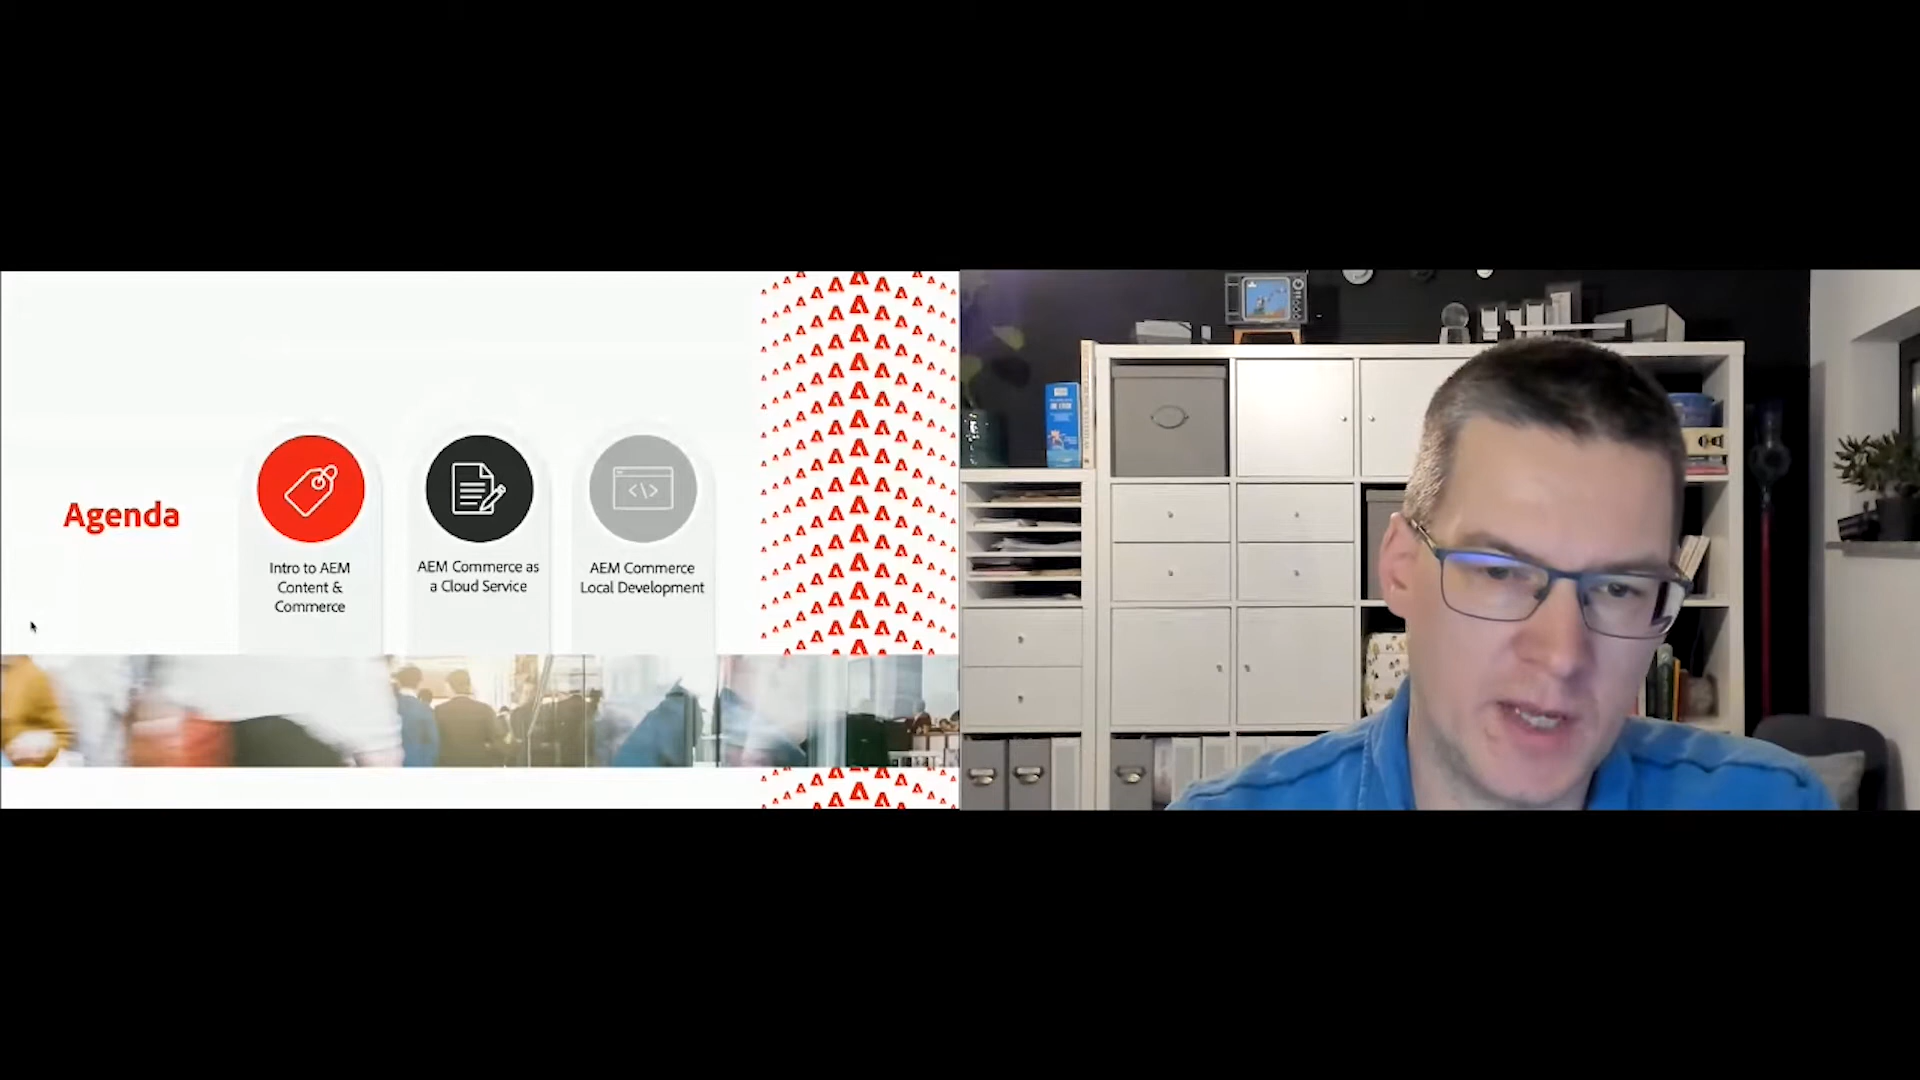 Agenda
Intro to AEM
Content &
Commerce
AEM Commerce as
a Cloud Service
AEM Commerce
Local Development